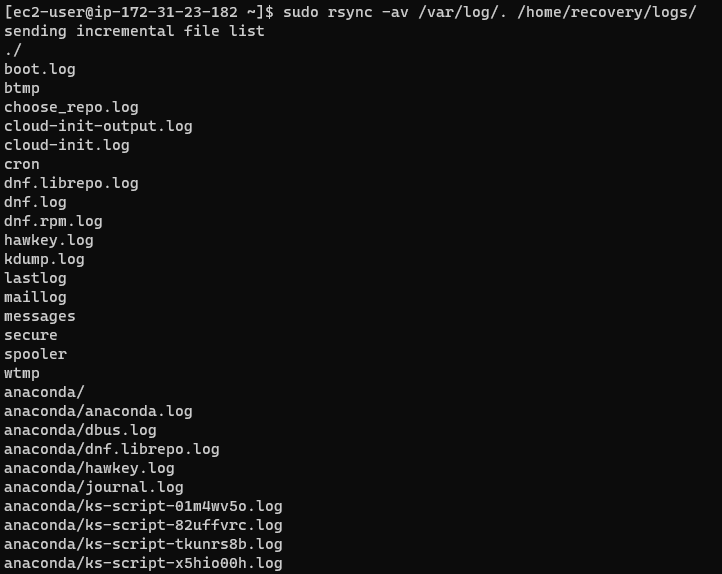 [ec2-user@ip-172-31-23-182 ~]$ sudo rsync -av /var/log/. /home/recovery/logs/
sending incremental file list
./
boot.log
btmp
choose_repo.log
cloud-init-output.log
cloud-init.log
cron
dnf.librepo.log
dnf.log
dnf.rpm.log
hawkey.log
kdump.log
lastlog
maillog
messages
secure
spooler
wtmp
anaconda/
anaconda/anaconda.log
anaconda/dbus.log
anaconda/dnf.librepo.log
anaconda/hawkey.log
anaconda/journal.log
anaconda/ks-script-01m4wv5o.log
anaconda/ks-script-82uffvrc.log
anaconda/ks-script-tkunrs8b.log
anaconda/ks-script-x5hio00h.log